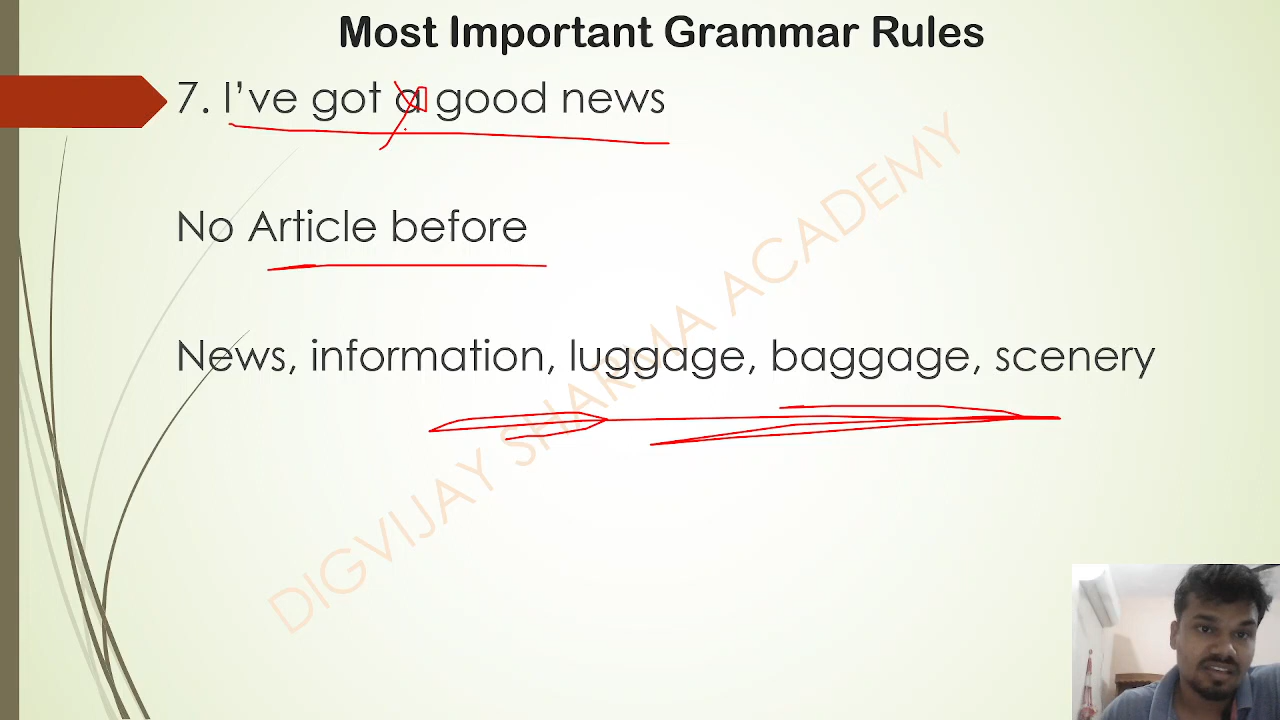 Most Important Grammar Rules
7. I've got a good news
No Article before
News, information, luggage, baggage, scenery
DIGVIJAY SHARMA ACADEMY